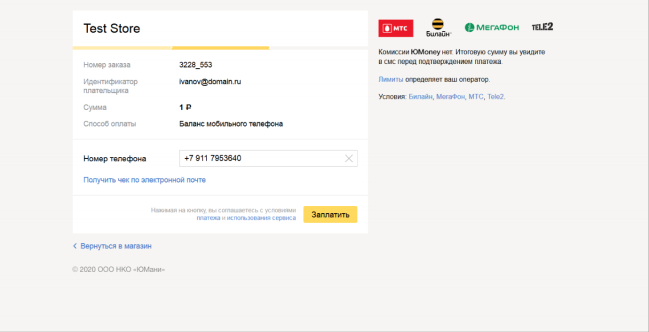 Test Store
Номер заказа 3228_553
Идентификатор плательщика ivanov@domain.ru
Сумма 1 ₽
Способ оплаты Баланс мобильного телефона
Номер телефона +7 911 7953640
Получить чек по электронной почте
Нажимая на кнопку, вы соглашаетесь с условиями
платежа и использования сервиса
Заплатить
Вернуться в магазин
© 2020 ООО НКО «ЮМани»
МТС Билайн МЕГАФОН TELE2
Комиссии ЮMoney нет. Итоговую сумму вы увидите
в смс перед подтверждением платежа.
Лимиты определяет ваш оператор.
Условия: Билайн, МегаФон, МТС, Tele2.